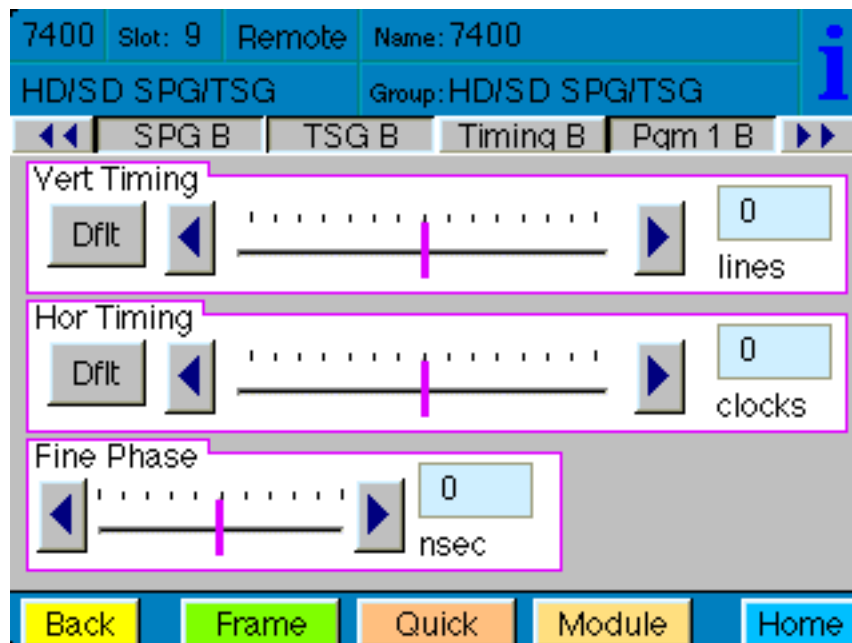 7400 Slot: 9 Remote Name: 7400
HD/SD SPG/TSG Group: HD/SD SPG/TSG
i
SPG B TSG B Timing B Pgm 1 B
Vert Timing
Dflt 0
lines
Hor Timing
Dflt 0
clocks
Fine Phase
0
nsec
Back Frame Quick Module Home